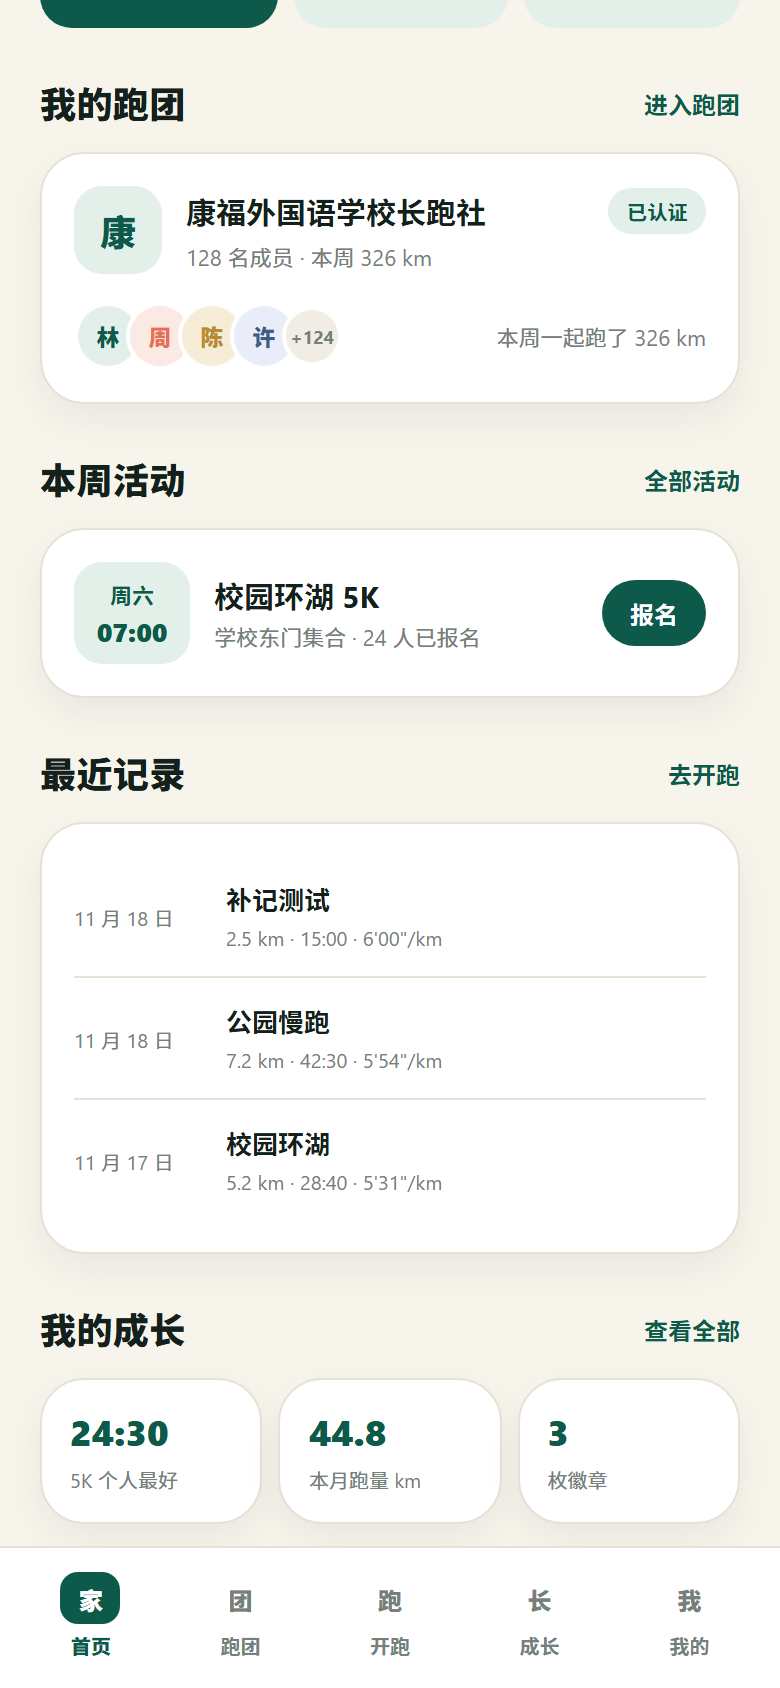 我的跑团 进入跑团
康 康福外国语学校长跑社 已认证
128 名成员 · 本周 326 km
林 周 陈 许 +124 本周一起跑了 326 km
本周活动 全部活动
周六 校园环湖 5K 报名
07:00 学校东门集合 · 24 人已报名
最近记录 去开跑
补记测试
11 月 18 日
2.5 km · 15:00 · 6'00"/km
公园慢跑
11 月 18 日
7.2 km · 42:30 · 5'54"/km
校园环湖
11 月 17 日
5.2 km · 28:40 · 5'31"/km
我的成长 查看全部
24:30 44.8 3
5K 个人最好 本月跑量 km 枚徽章
家 团 跑 长 我
首页 跑团 开跑 成长 我的